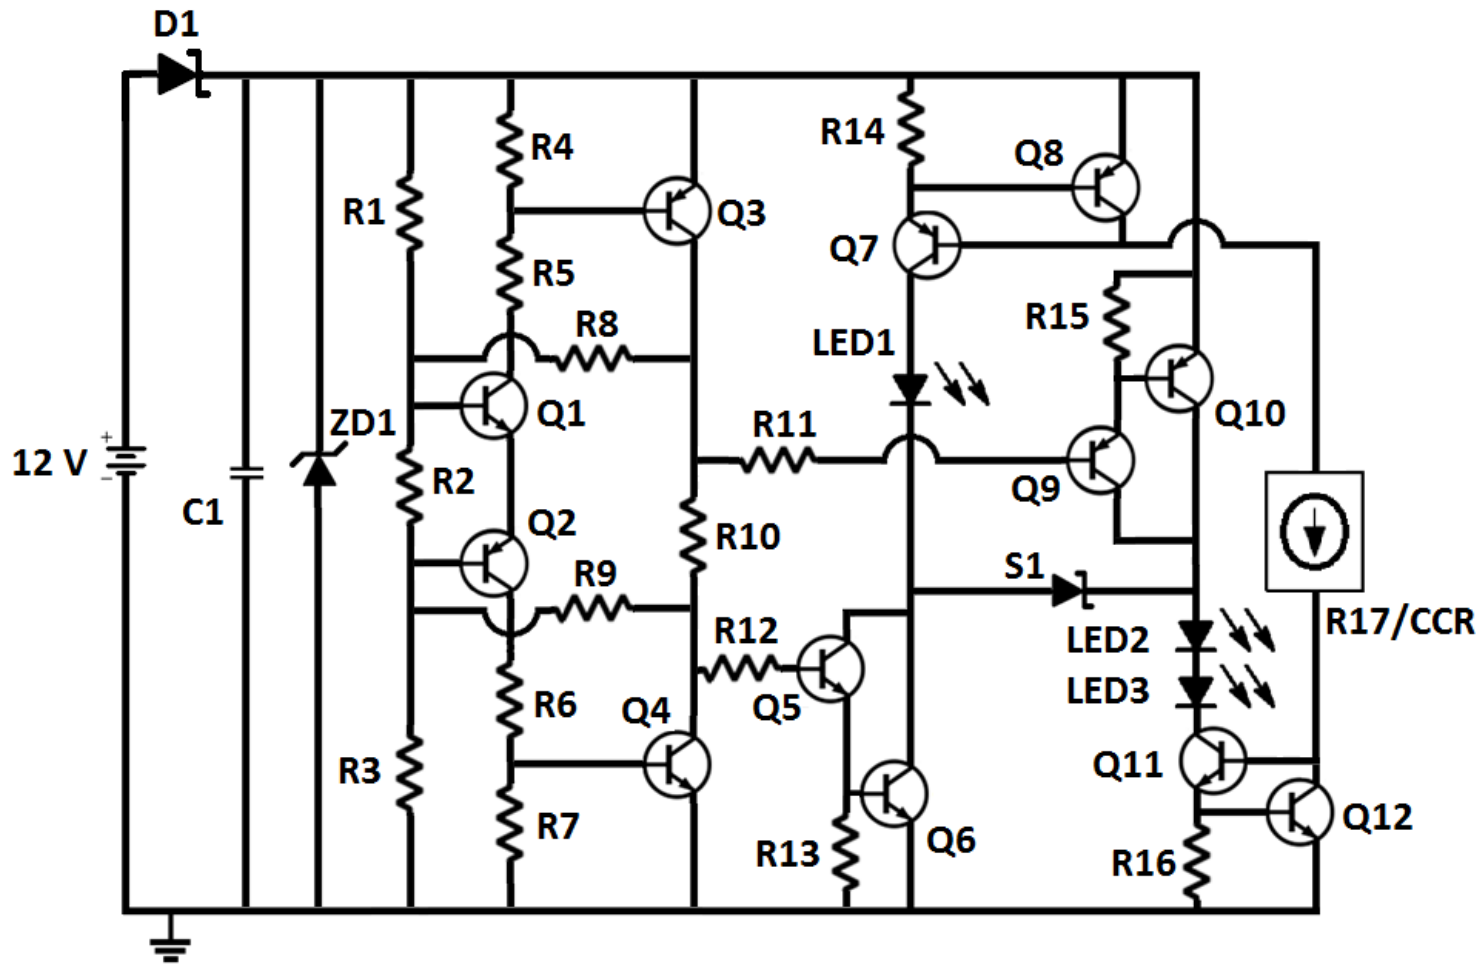 D1
R14
Q8
R4
R1
Q3
Q7
R5
R8
R15
LED1
ZD1
Q1
R11
Q10
12 V
+
−
R2
Q9
C1
Q2
R10
S1
R9
R17/CCR
R12
LED2
LED3
R6
Q4
Q5
R3
Q11
R7
Q12
R13
Q6
R16